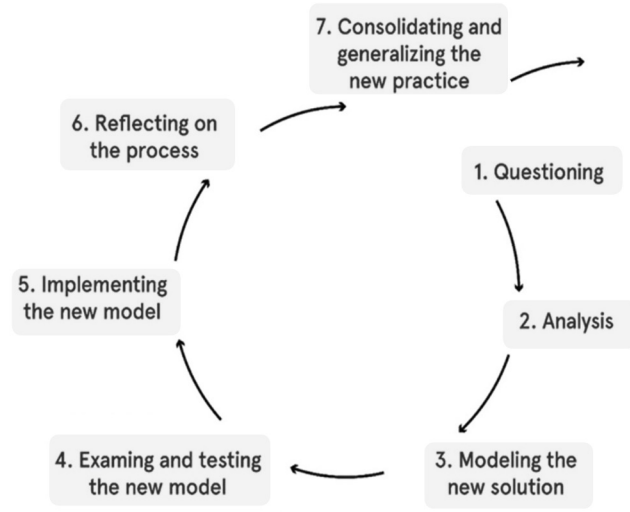 7. Consolidating and
generalizing the
new practice
6. Reflecting on
the process
1. Questioning
5. Implementing
the new model
2. Analysis
4. Examing and testing
the new model
3. Modeling the
new solution